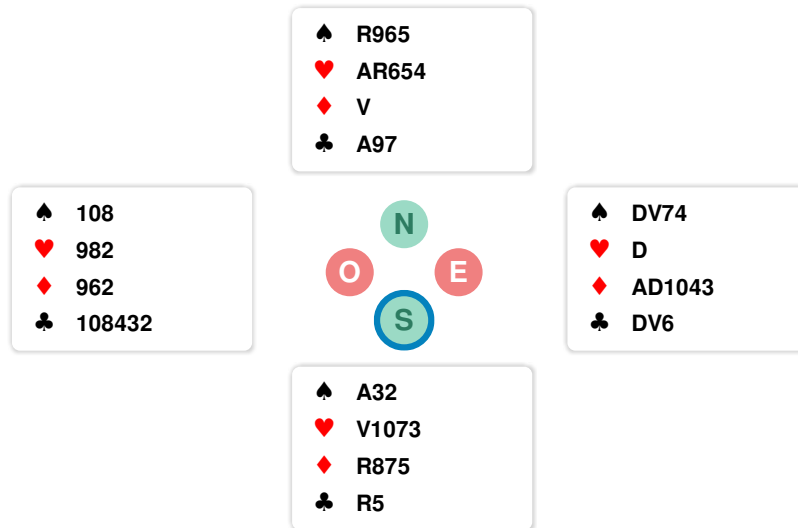 ♠ R965
♥ AR654
♦ V
♣ A97
♠ 108
♥ 982
♦ 962
♣ 108432
N
O E
S
♠ DV74
♥ D
♦ AD1043
♣ DV6
♠ A32
♥ V1073
♦ R875
♣ R5